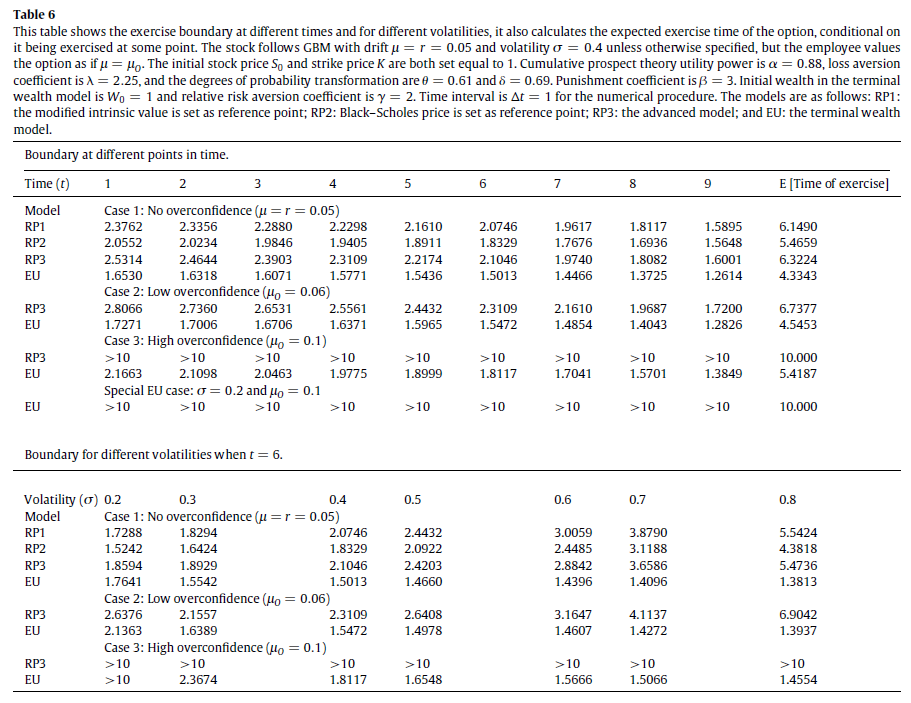 Table 6
This table shows the exercise boundary at different times and for different volatilities, it also calculates the expected exercise time of the option, conditional on
it being exercised at some point. The stock follows GBM with drift μ = r = 0.05 and volatility σ = 0.4 unless otherwise specified, but the employee values
the option as if μ = μO. The initial stock price S0 and strike price K are both set equal to 1. Cumulative prospect theory utility power is α = 0.88, loss aversion
coefficient is λ = 2.25, and the degrees of probability transformation are θ = 0.61 and δ = 0.69. Punishment coefficient is β = 3. Initial wealth in the terminal
wealth model is W0 = 1 and relative risk aversion coefficient is γ = 2. Time interval is Δt = 1 for the numerical procedure. The models are as follows: RP1:
the modified intrinsic value is set as reference point; RP2: Black–Scholes price is set as reference point; RP3: the advanced model; and EU: the terminal wealth
model.
Boundary at different points in time.
Time (t) 1 2 3 4 5 6 7 8 9 E [Time of exercise]
Model Case 1: No overconfidence (μ = r = 0.05)
RP1 2.3762 2.3356 2.2880 2.2298 2.1610 2.0746 1.9617 1.8117 1.5895 6.1490
RP2 2.0552 2.0234 1.9846 1.9405 1.8911 1.8329 1.7676 1.6936 1.5648 5.4659
RP3 2.5314 2.4644 2.3903 2.3109 2.2174 2.1046 1.9740 1.8082 1.6001 6.3224
EU 1.6530 1.6318 1.6071 1.5771 1.5436 1.5013 1.4466 1.3725 1.2614 4.3343
Case 2: Low overconfidence (μO = 0.06)
RP3 2.8066 2.7360 2.6531 2.5561 2.4432 2.3109 2.1610 1.9687 1.7200 6.7377
EU 1.7271 1.7006 1.6706 1.6371 1.5965 1.5472 1.4854 1.4043 1.2826 4.5453
Case 3: High overconfidence (μO = 0.1)
RP3 >10 >10 >10 >10 >10 >10 >10 >10 >10 10.000
EU 2.1663 2.1098 2.0463 1.9775 1.8999 1.8117 1.7041 1.5701 1.3849 5.4187
Special EU case: σ = 0.2 and μO = 0.1
EU >10 >10 >10 >10 >10 >10 >10 >10 >10 10.000
Boundary for different volatilities when t = 6.
Volatility (σ) 0.2 0.3 0.4 0.5 0.6 0.7 0.8
Model Case 1: No overconfidence (μ = r = 0.05)
RP1 1.7288 1.8294 2.0746 2.4432 3.0059 3.8790 5.5424
RP2 1.5242 1.6424 1.8329 2.0922 2.4485 3.1188 4.3818
RP3 1.8594 1.8929 2.1046 2.4203 2.8842 3.6586 5.4736
EU 1.7641 1.5542 1.5013 1.4660 1.4396 1.4096 1.3813
Case 2: Low overconfidence (μO = 0.06)
RP3 2.6376 2.1557 2.3109 2.6408 3.1647 4.1137 6.9042
EU 2.1363 1.6389 1.5472 1.4978 1.4607 1.4272 1.3937
Case 3: High overconfidence (μO = 0.1)
RP3 >10 >10 >10 >10 >10 >10 >10
EU >10 2.3674 1.8117 1.6548 1.5666 1.5066 1.4554